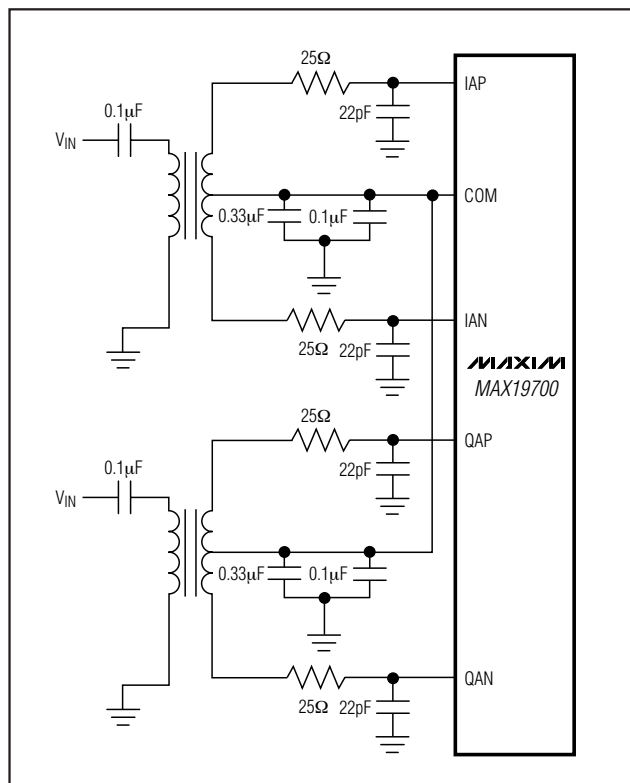 25Ω
IAP
22pF
0.1μF
VIN
COM
0.33μF
0.1μF
IAN
25Ω
22pF
MAXIM
MAX19700
25Ω
QAP
22pF
0.1μF
VIN
0.33μF
0.1μF
QAN
25Ω
22pF